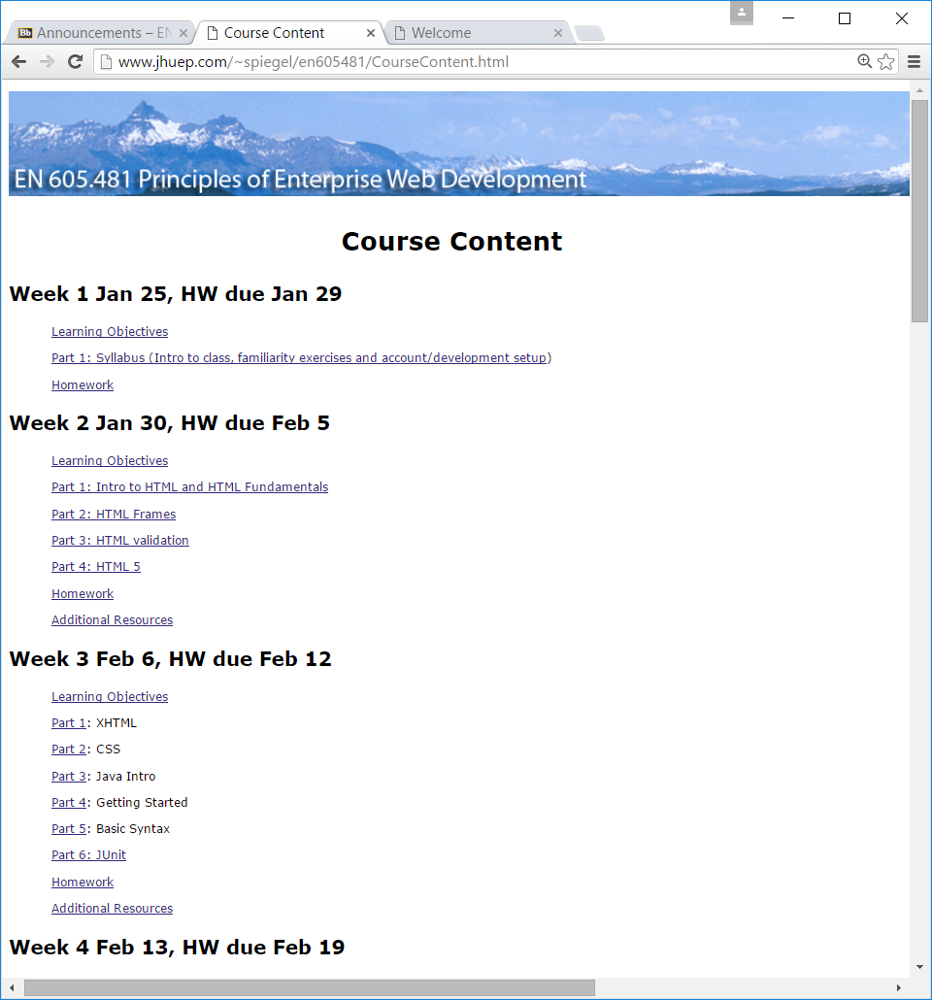 Bb Announcements – EN
Course Content
Welcome
www.jhuep.com/~spiegel/en605481/CourseContent.html
EN 605.481 Principles of Enterprise Web Development
Course Content
Week 1 Jan 25, HW due Jan 29
Learning Objectives
Part 1: Syllabus (Intro to class, familiarity exercises and account/development setup)
Homework
Week 2 Jan 30, HW due Feb 5
Learning Objectives
Part 1: Intro to HTML and HTML Fundamentals
Part 2: HTML Frames
Part 3: HTML validation
Part 4: HTML 5
Homework
Additional Resources
Week 3 Feb 6, HW due Feb 12
Learning Objectives
Part 1: XHTML
Part 2: CSS
Part 3: Java Intro
Part 4: Getting Started
Part 5: Basic Syntax
Part 6: JUnit
Homework
Additional Resources
Week 4 Feb 13, HW due Feb 19